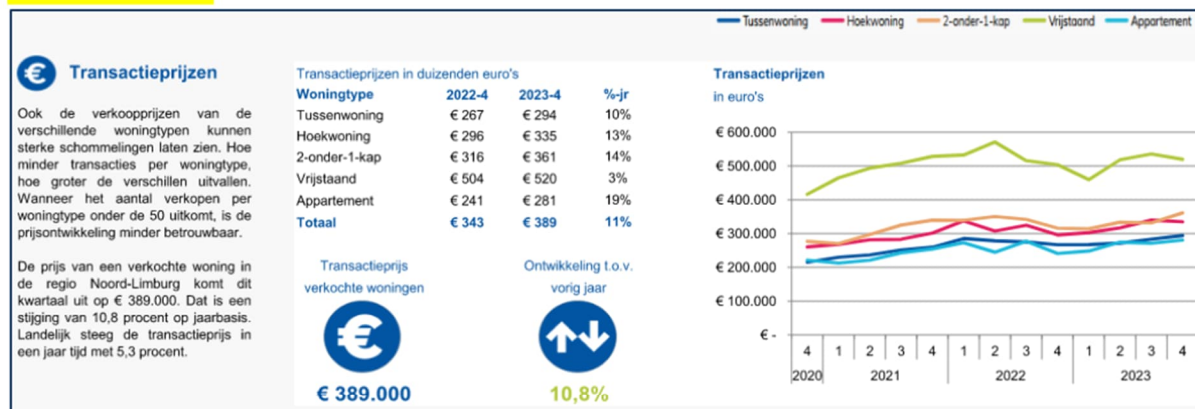 Tussenwoning Hoekwoning 2-onder-1-kap Vrijstaand Appartement
€ Transactieprijzen
Ook de verkoopprijzen van de
verschillende woningtypen kunnen
sterke schommelingen laten zien. Hoe
minder transacties per woningtype,
hoe groter de verschillen uitvallen.
Wanneer het aantal verkopen per
woningtype onder de 50 uitkomt, is de
prijsontwikkeling minder betrouwbaar.
De prijs van een verkochte woning in
de regio Noord-Limburg komt dit
kwartaal uit op € 389.000. Dat is een
stijging van 10,8 procent op jaarbasis.
Landelijk steeg de transactieprijs in
een jaar tijd met 5,3 procent.
Transactieprijzen in duizenden euro's
Woningtype 2022-4 2023-4 %-jr
Tussenwoning € 267 € 294 10%
Hoekwoning € 296 € 335 13%
2-onder-1-kap € 316 € 361 14%
Vrijstaand € 504 € 520 3%
Appartement € 241 € 281 19%
Totaal € 343 € 389 11%
Transactieprijs
verkochte woningen
€
€ 389.000
Ontwikkeling t.o.v.
vorig jaar
10,8%
Transactieprijzen
in euro's
€ 600.000
€ 500.000
€ 400.000
€ 300.000
€ 200.000
€ 100.000
€ -
4 1 2 3 4 1 2 3 4 1 2 3 4
2020 2021 2022 2023